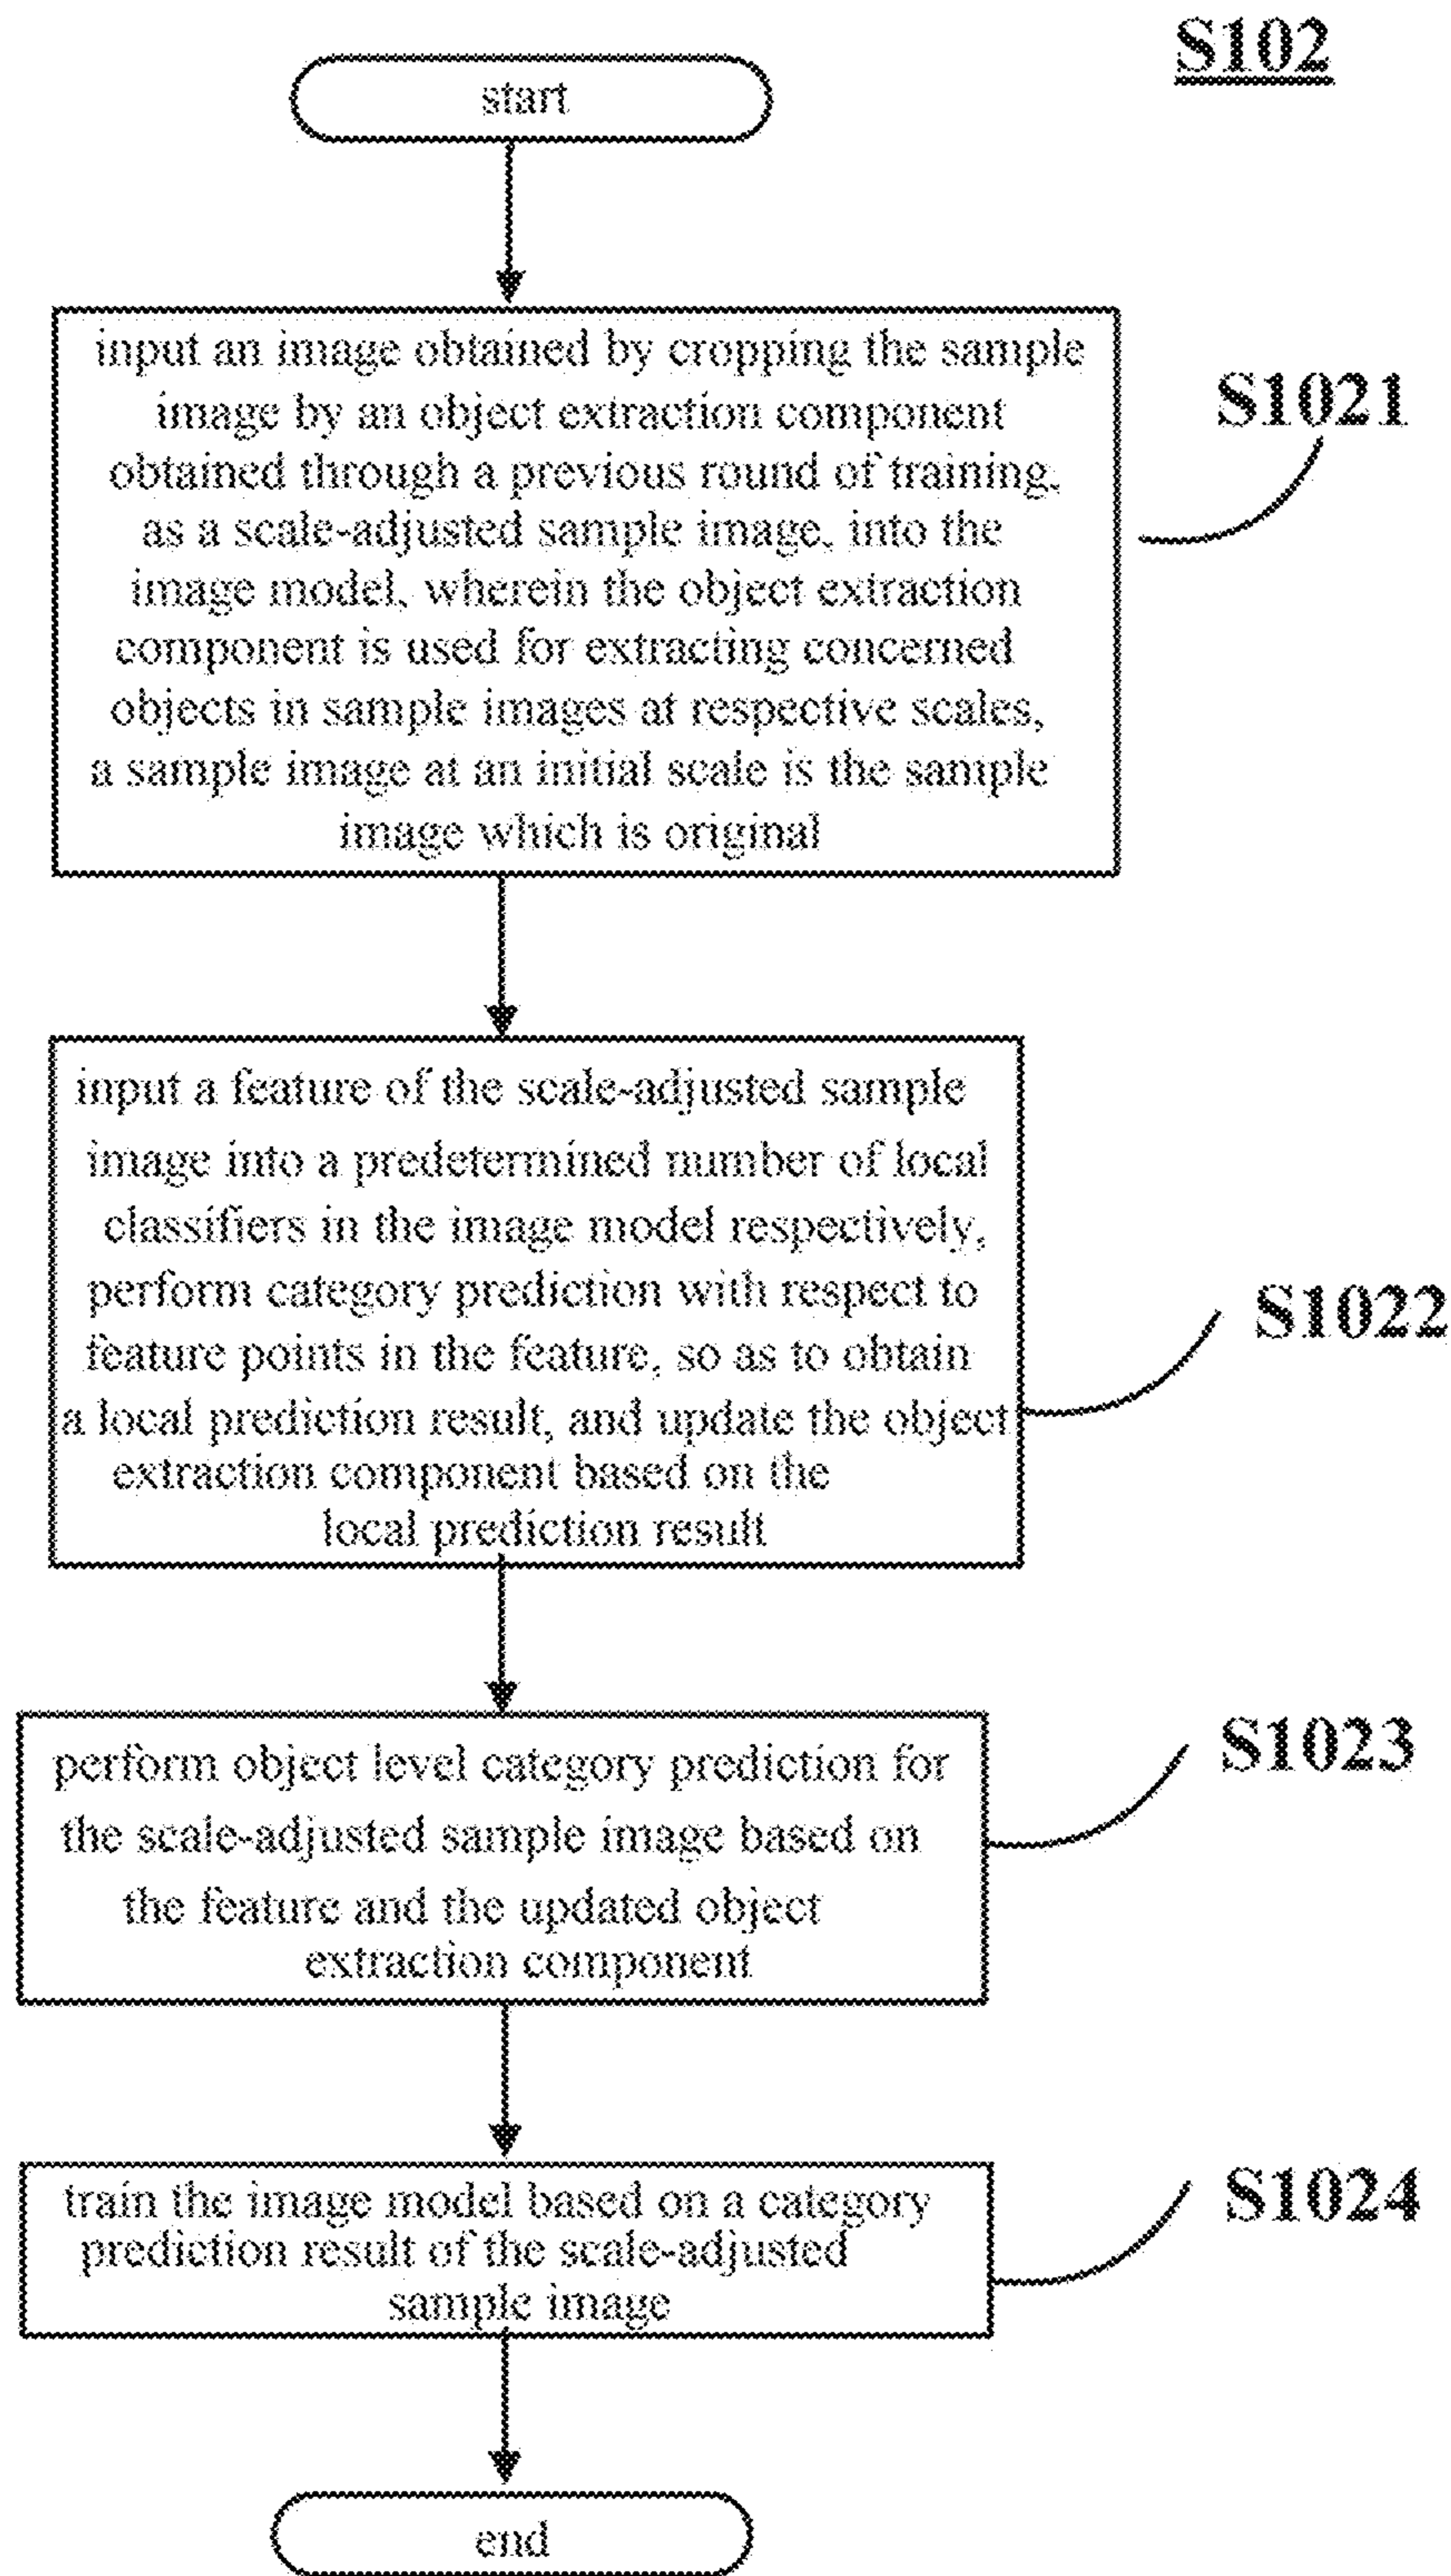 S102
start
input an image obtained by cropping the sample
image by an object extraction component
obtained through a previous round of training,
as a scale-adjusted sample image, into the
image model, wherein the object extraction
component is used for extracting concerned
objects in sample images at respective scales,
a sample image at an initial scale is the sample
image which is original
S1021
input a feature of the scale-adjusted sample
image into a predetermined number of local
classifiers in the image model respectively,
perform category prediction with respect to
feature points in the feature, so as to obtain
a local prediction result, and update the object
extraction component based on the
local prediction result
S1022
perform object level category prediction for
the scale-adjusted sample image based on
the feature and the updated object
extraction component
S1023
train the image model based on a category
prediction result of the scale-adjusted
sample image
S1024
end